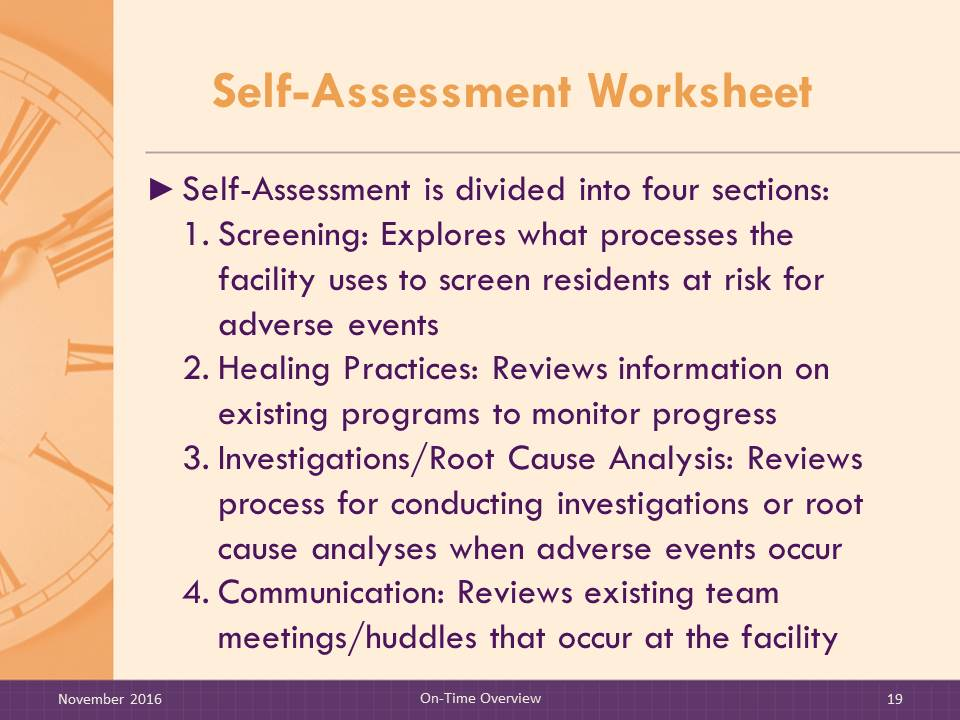 Self-Assessment Worksheet
► Self-Assessment is divided into four sections:
1. Screening: Explores what processes the
facility uses to screen residents at risk for
adverse events
2. Healing Practices: Reviews information on
existing programs to monitor progress
3. Investigations/Root Cause Analysis: Reviews
process for conducting investigations or root
cause analyses when adverse events occur
4. Communication: Reviews existing team
meetings/huddles that occur at the facility
November 2016
On-Time Overview
19